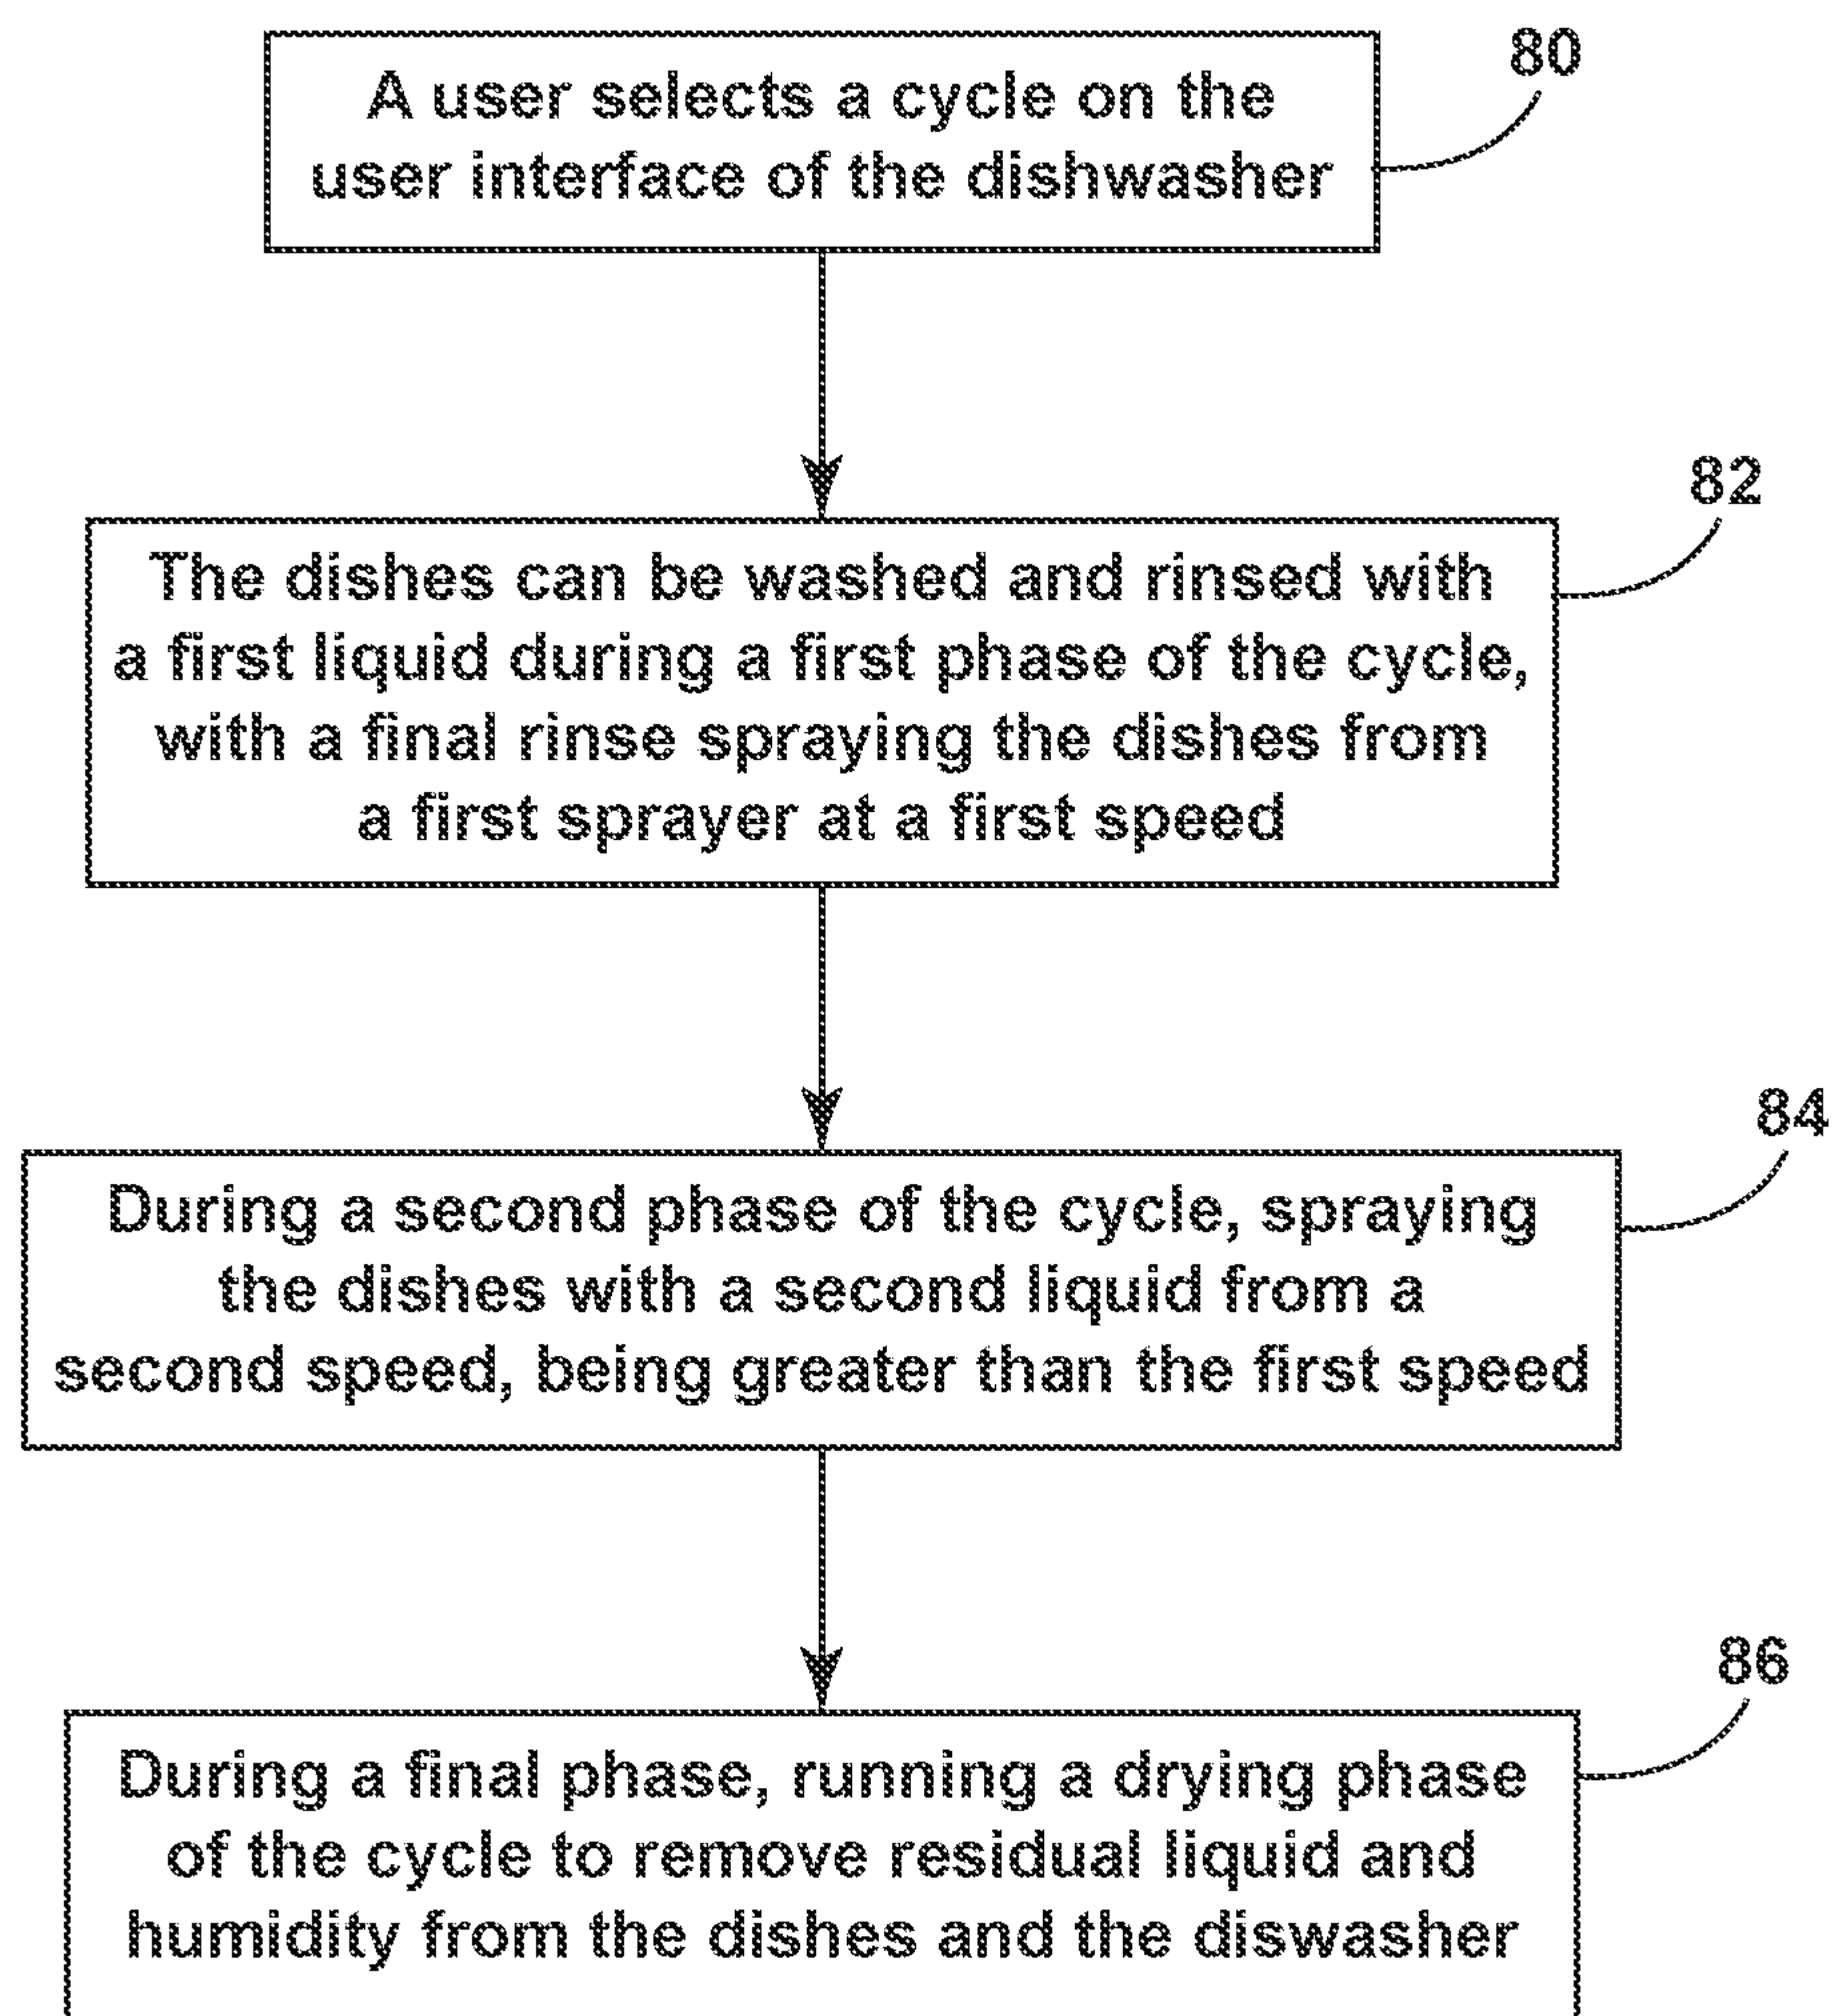 80
A user selects a cycle on the
user interface of the dishwasher
82
The dishes can be washed and rinsed with
a first liquid during a first phase of the cycle,
with a final rinse spraying the dishes from
a first sprayer at a first speed
84
During a second phase of the cycle, spraying
the dishes with a second liquid from a
second speed, being greater than the first speed
86
During a final phase, running a drying phase
of the cycle to remove residual liquid and
humidity from the dishes and the diswasher